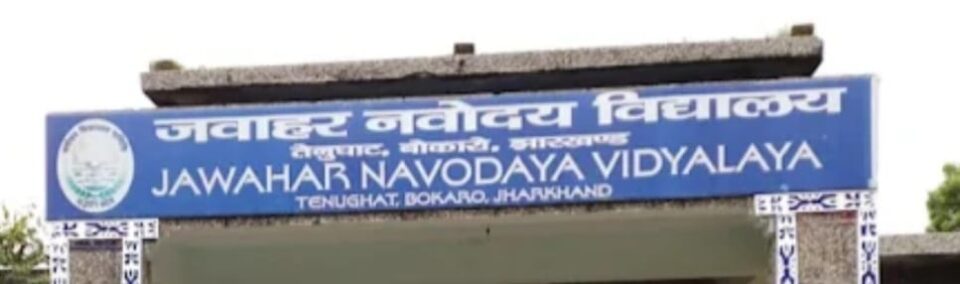 जवाहर नवोदय विद्यालय
तेनुघाट, बोकारो, झारखण्ड
JAWAHAR NAVODAYA VIDYALAYA
TENUGHAT, BOKARO, JHARKHAND